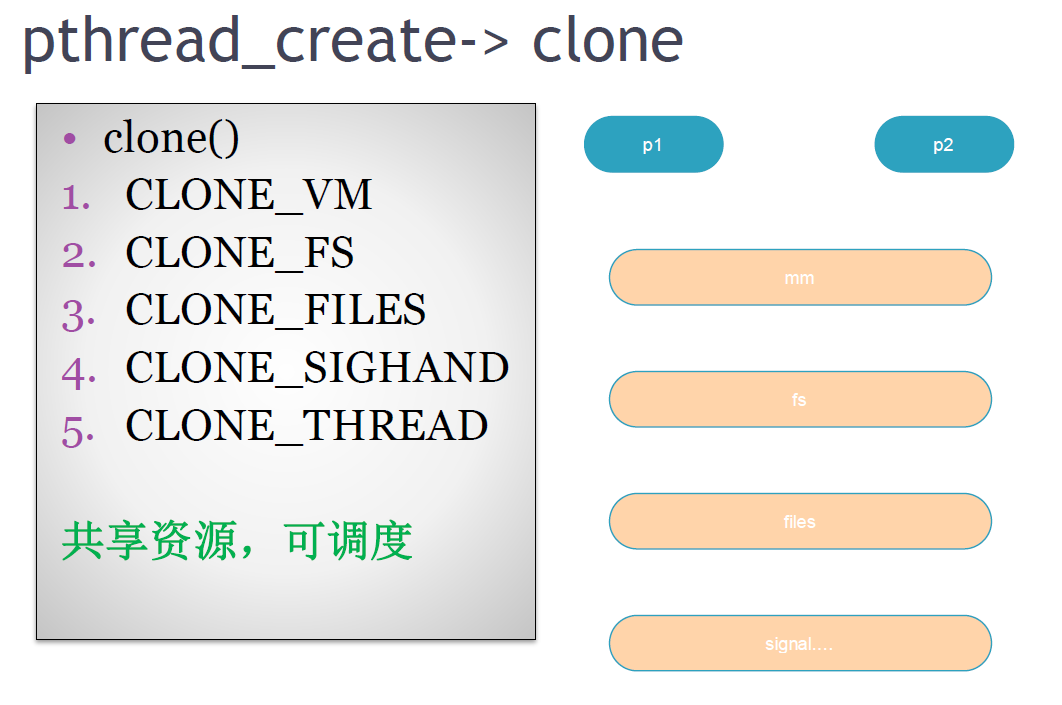 pthread_create-> clone
• clone()
1. CLONE_VM
2. CLONE_FS
3. CLONE_FILES
4. CLONE_SIGHAND
5. CLONE_THREAD
共享资源，可调度
p1
p2
mm
fs
files
signal....